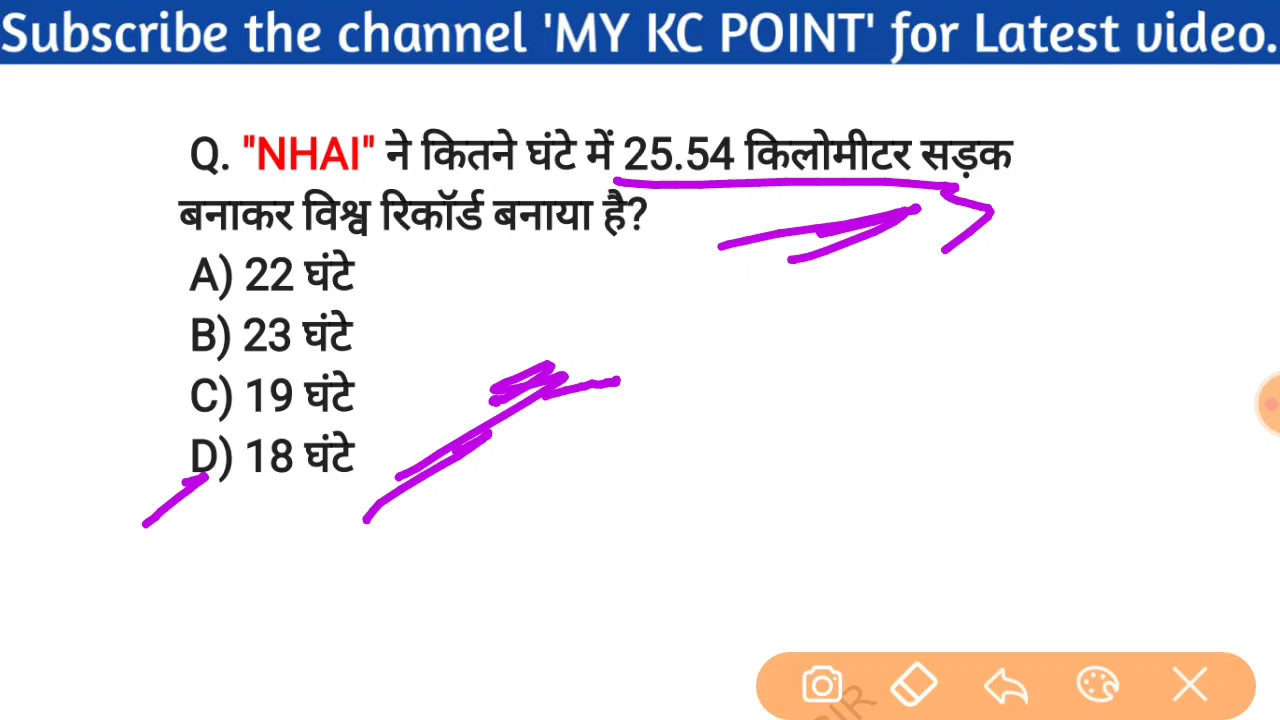 Subscribe the channel 'MY KC POINT' for Latest video.
Q. "NHAI" ने कितने घंटे में 25.54 किलोमीटर सड़क
बनाकर विश्व रिकॉर्ड बनाया है?
A) 22 घंटे
B) 23 घंटे
C) 19 घंटे
D) 18 घंटे